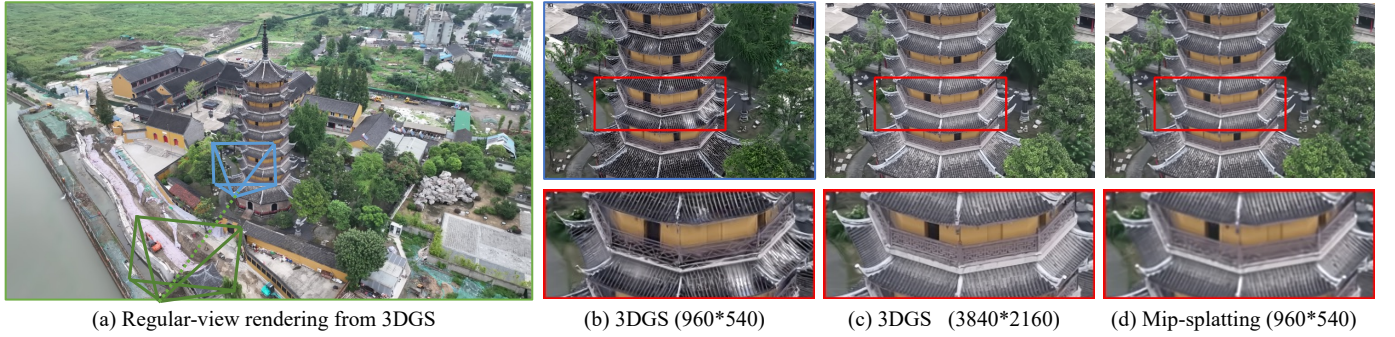 (a) Regular-view rendering from 3DGS
(b) 3DGS (960*540)
(c) 3DGS (3840*2160)
(d) Mip-splatting (960*540)